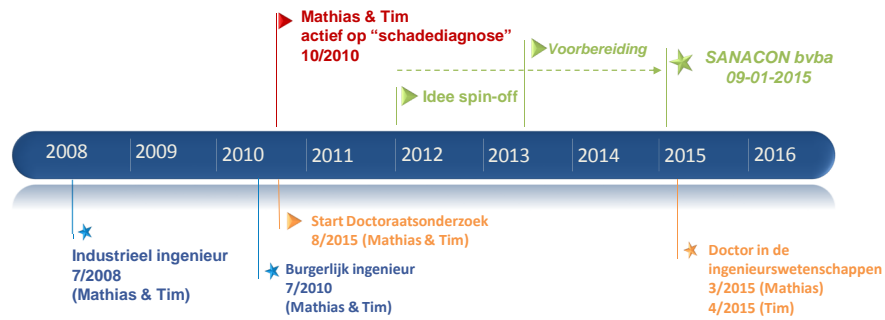 Mathias & Tim
actief op “schadediagnose”
10/2010
Voorbereiding
SANACON bvba
09-01-2015
Idee spin-off
2008
2009
2010
2011
2012
2013
2014
2015
2016
Industrieel ingenieur
7/2008
(Mathias & Tim)
Start Doctoraatsonderzoek
8/2015 (Mathias & Tim)
Burgerlijk ingenieur
7/2010
(Mathias & Tim)
Doctor in de
ingenieurswetenschappen
3/2015 (Mathias)
4/2015 (Tim)